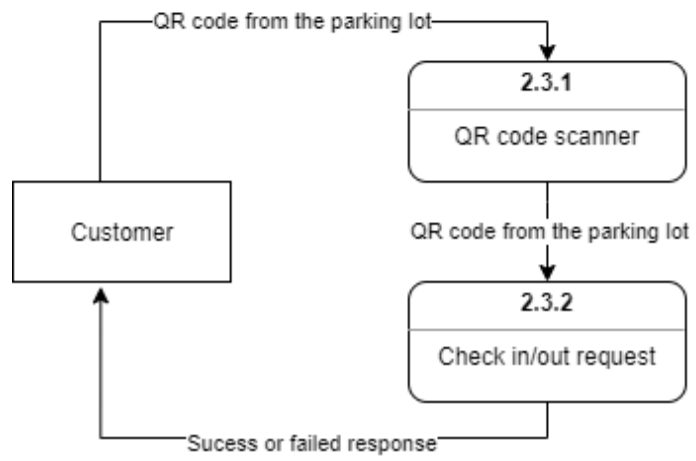 QR code from the parking lot
2.3.1
QR code scanner
Customer
QR code from the parking lot
2.3.2
Check in/out request
Sucess or failed response